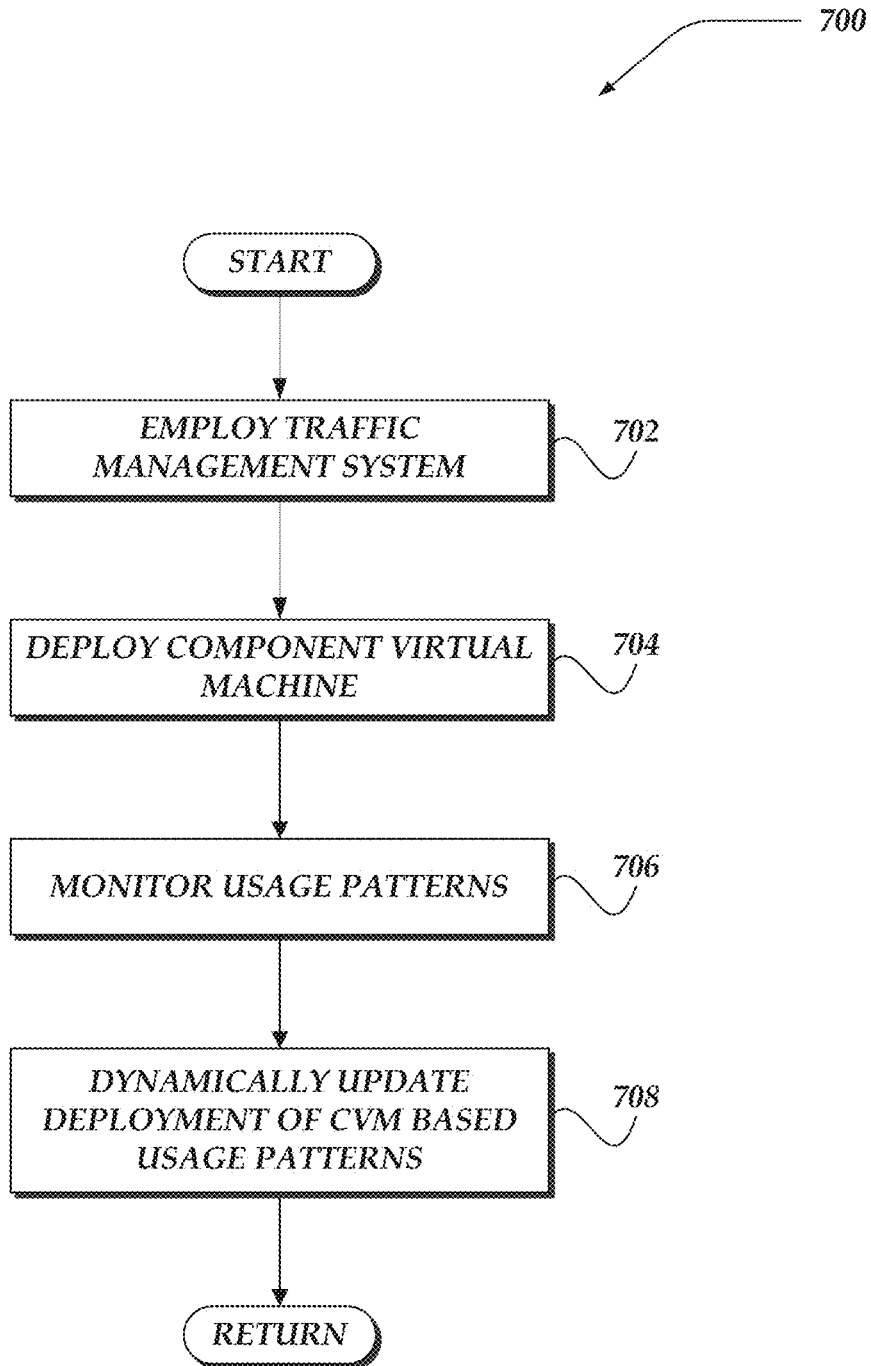 700
START
EMPLOY TRAFFIC
MANAGEMENT SYSTEM
702
DEPLOY COMPONENT VIRTUAL
MACHINE
704
MONITOR USAGE PATTERNS
706
DYNAMICALLY UPDATE
DEPLOYMENT OF CVM BASED
USAGE PATTERNS
708
RETURN